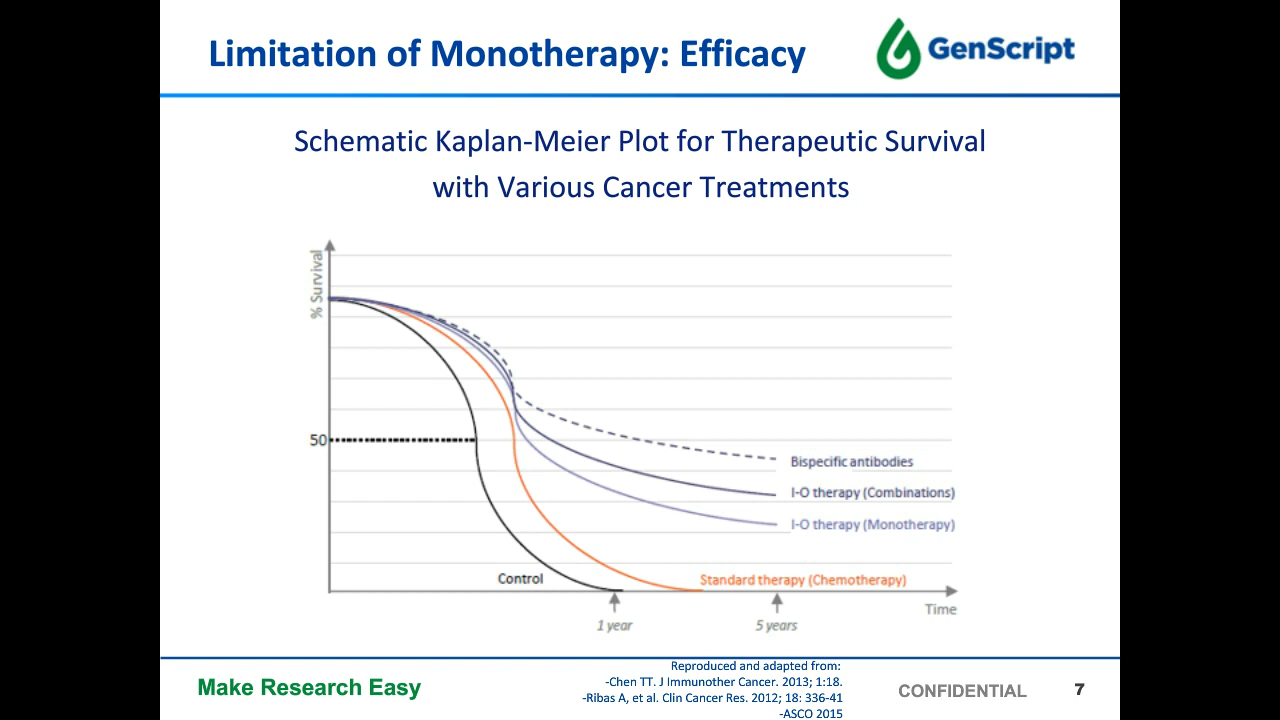 Limitation of Monotherapy: Efficacy
GenScript
Schematic Kaplan-Meier Plot for Therapeutic Survival
with Various Cancer Treatments
% Survival
50
Bispecific antibodies
I-O therapy (Combinations)
I-O therapy (Monotherapy)
Control
Standard therapy (Chemotherapy)
Time
1 year
5 years
Reproduced and adapted from:
-Chen TT. J Immunother Cancer. 2013; 1:18.
-Ribas A, et al. Clin Cancer Res. 2012; 18: 336-41
-ASCO 2015
Make Research Easy
CONFIDENTIAL
7